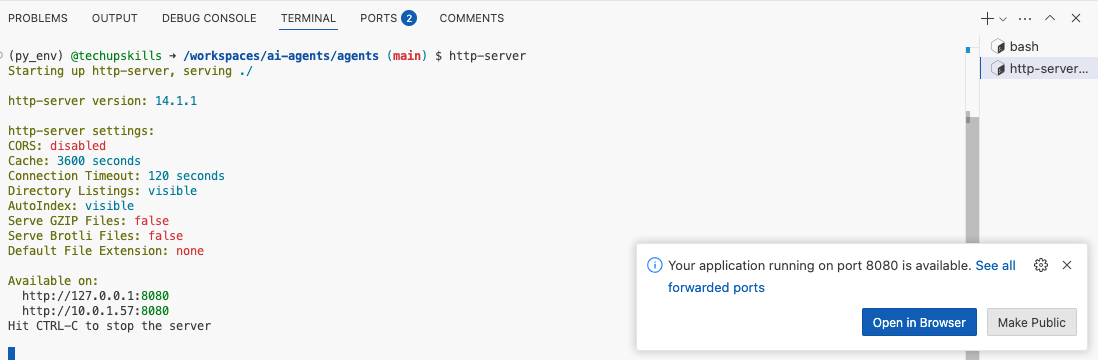 PROBLEMS OUTPUT DEBUG CONSOLE TERMINAL PORTS 2 COMMENTS
(py_env) @techupskills ➜ /workspaces/ai-agents/agents (main) $ http-server
Starting up http-server, serving ./
http-server version: 14.1.1
http-server settings:
CORS: disabled
Cache: 3600 seconds
Connection Timeout: 120 seconds
Directory Listings: visible
AutoIndex: visible
Serve GZIP Files: false
Serve Brotli Files: false
Default File Extension: none
Available on:
http://127.0.0.1:8080
http://10.0.1.57:8080
Hit CTRL-C to stop the server
bash
http-server...
Your application running on port 8080 is available. See all
forwarded ports
Open in Browser
Make Public